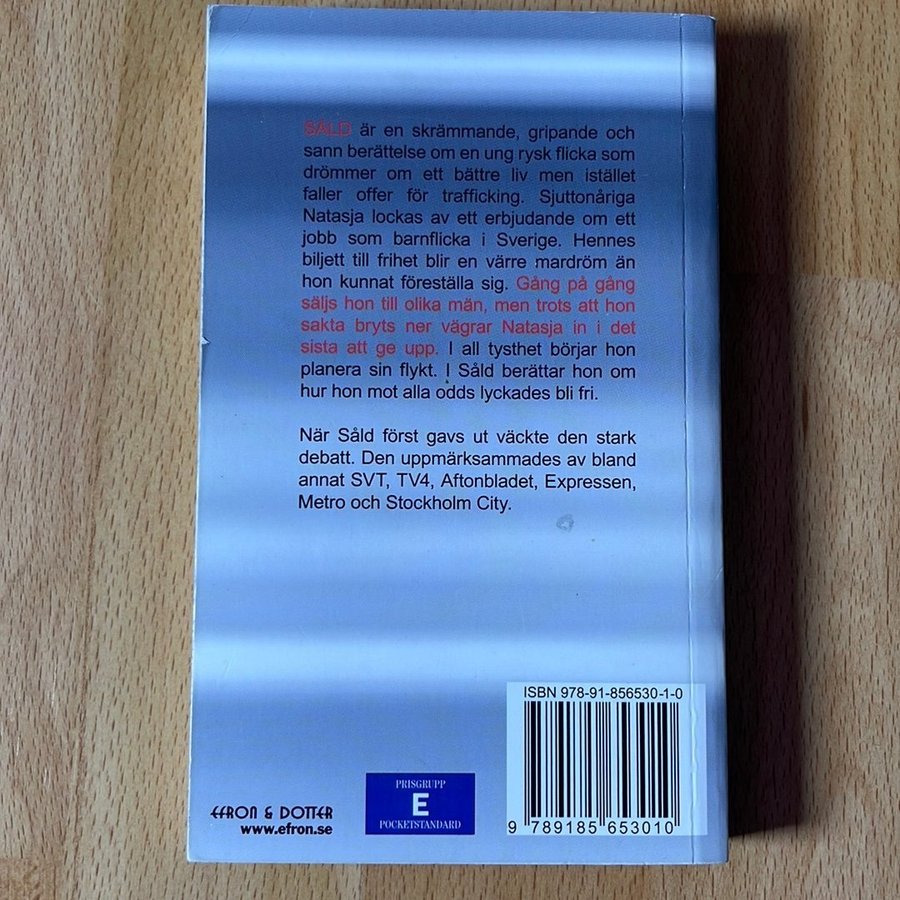 SÅLD är en skrämmande, gripande och
sann berättelse om en ung rysk flicka som
drömmer om ett bättre liv men istället
faller offer för trafficking. Sjuttonåriga
Natasja lockas av ett erbjudande om ett
jobb som barnflicka i Sverige. Hennes
biljett till frihet blir en värre mardröm än
hon kunnat föreställa sig. Gång på gång
säljs hon till olika män, men trots att hon
sakta bryts ner vägrar Natasja in i det
sista att ge upp. I all tysthet börjar hon
planera sin flykt. I Såld berättar hon om
hur hon mot alla odds lyckades bli fri.
När Såld först gavs ut väckte den stark
debatt. Den uppmärksammades av bland
annat SVT, TV4, Aftonbladet, Expressen,
Metro och Stockholm City.
ISBN 978-91-856530-1-0
9 789185 653010
PRISGRUPP
E
POCKETSTANDARD
EFRON & DOTTER
www.efron.se